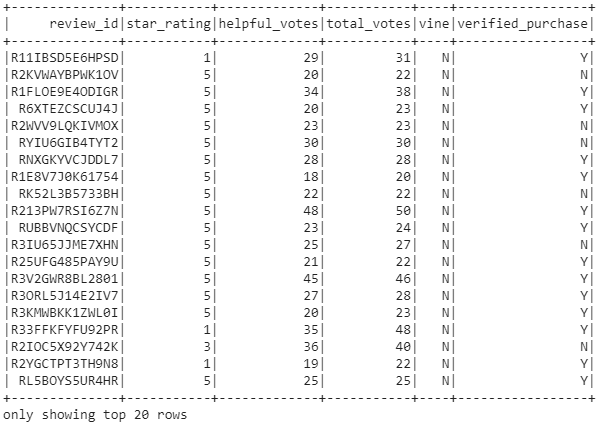 +--------------+-----------+-------------+-----------+----+-----------------+
|     review_id|star_rating|helpful_votes|total_votes|vine|verified_purchase|
+--------------+-----------+-------------+-----------+----+-----------------+
|R11IBSD5E6HPSD|          1|           29|         31|   N|                Y|
|R2KVWAYBPWK1OV|          5|           20|         22|   N|                N|
|R1FLOE9E4ODIGR|          5|           34|         38|   N|                Y|
| R6XTEZCSCUJ4J|          5|           20|         23|   N|                Y|
|R2WVV9LQKIVMOX|          5|           23|         23|   N|                N|
| RYIU6GIB4TYT2|          5|           30|         30|   N|                N|
| RNXGKYVCJDDL7|          5|           28|         28|   N|                Y|
|R1E8V7J0K61754|          5|           18|         20|   N|                Y|
| RK52L3B5733BH|          5|           22|         22|   N|                N|
|R213PW7RSI6Z7N|          5|           48|         50|   N|                Y|
| RUBBVNQCSYCDF|          5|           23|         24|   N|                Y|
|R3IU65JJME7XHN|          5|           25|         27|   N|                N|
|R25UFG485PAY9U|          5|           21|         22|   N|                Y|
|R3V2GWR8BL2801|          5|           45|         46|   N|                Y|
|R3ORL5J14E2IV7|          5|           27|         28|   N|                Y|
|R3KMWBKK1ZWL0I|          5|           20|         23|   N|                Y|
|R33FFKFYFU92PR|          1|           35|         48|   N|                Y|
|R2IOC5X92Y742K|          3|           36|         40|   N|                N|
|R2YGCTPT3TH9N8|          1|           19|         22|   N|                Y|
| RL5BOYS5UR4HR|          5|           25|         25|   N|                Y|
+--------------+-----------+-------------+-----------+----+-----------------+
only showing top 20 rows